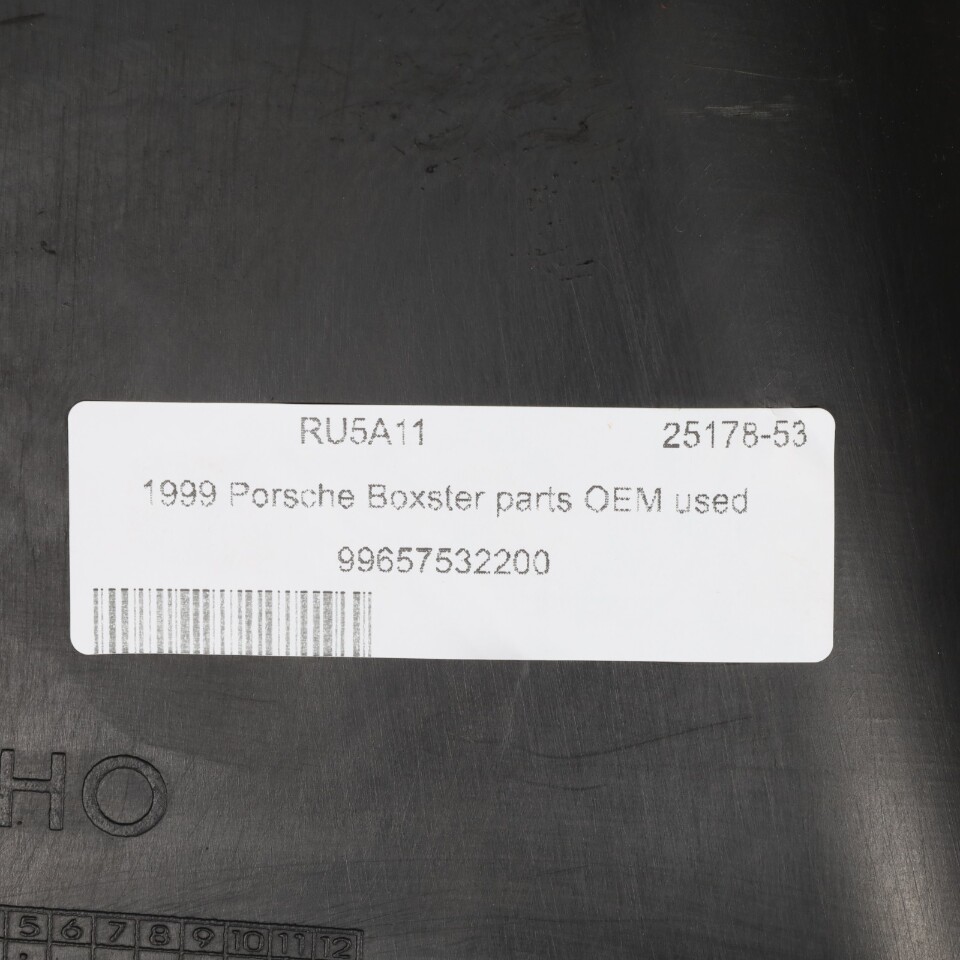 RU5A11 25178-53
1999 Porsche Boxster parts OEM used
99657532200
HO
5 6 7 8 9 10 11 12